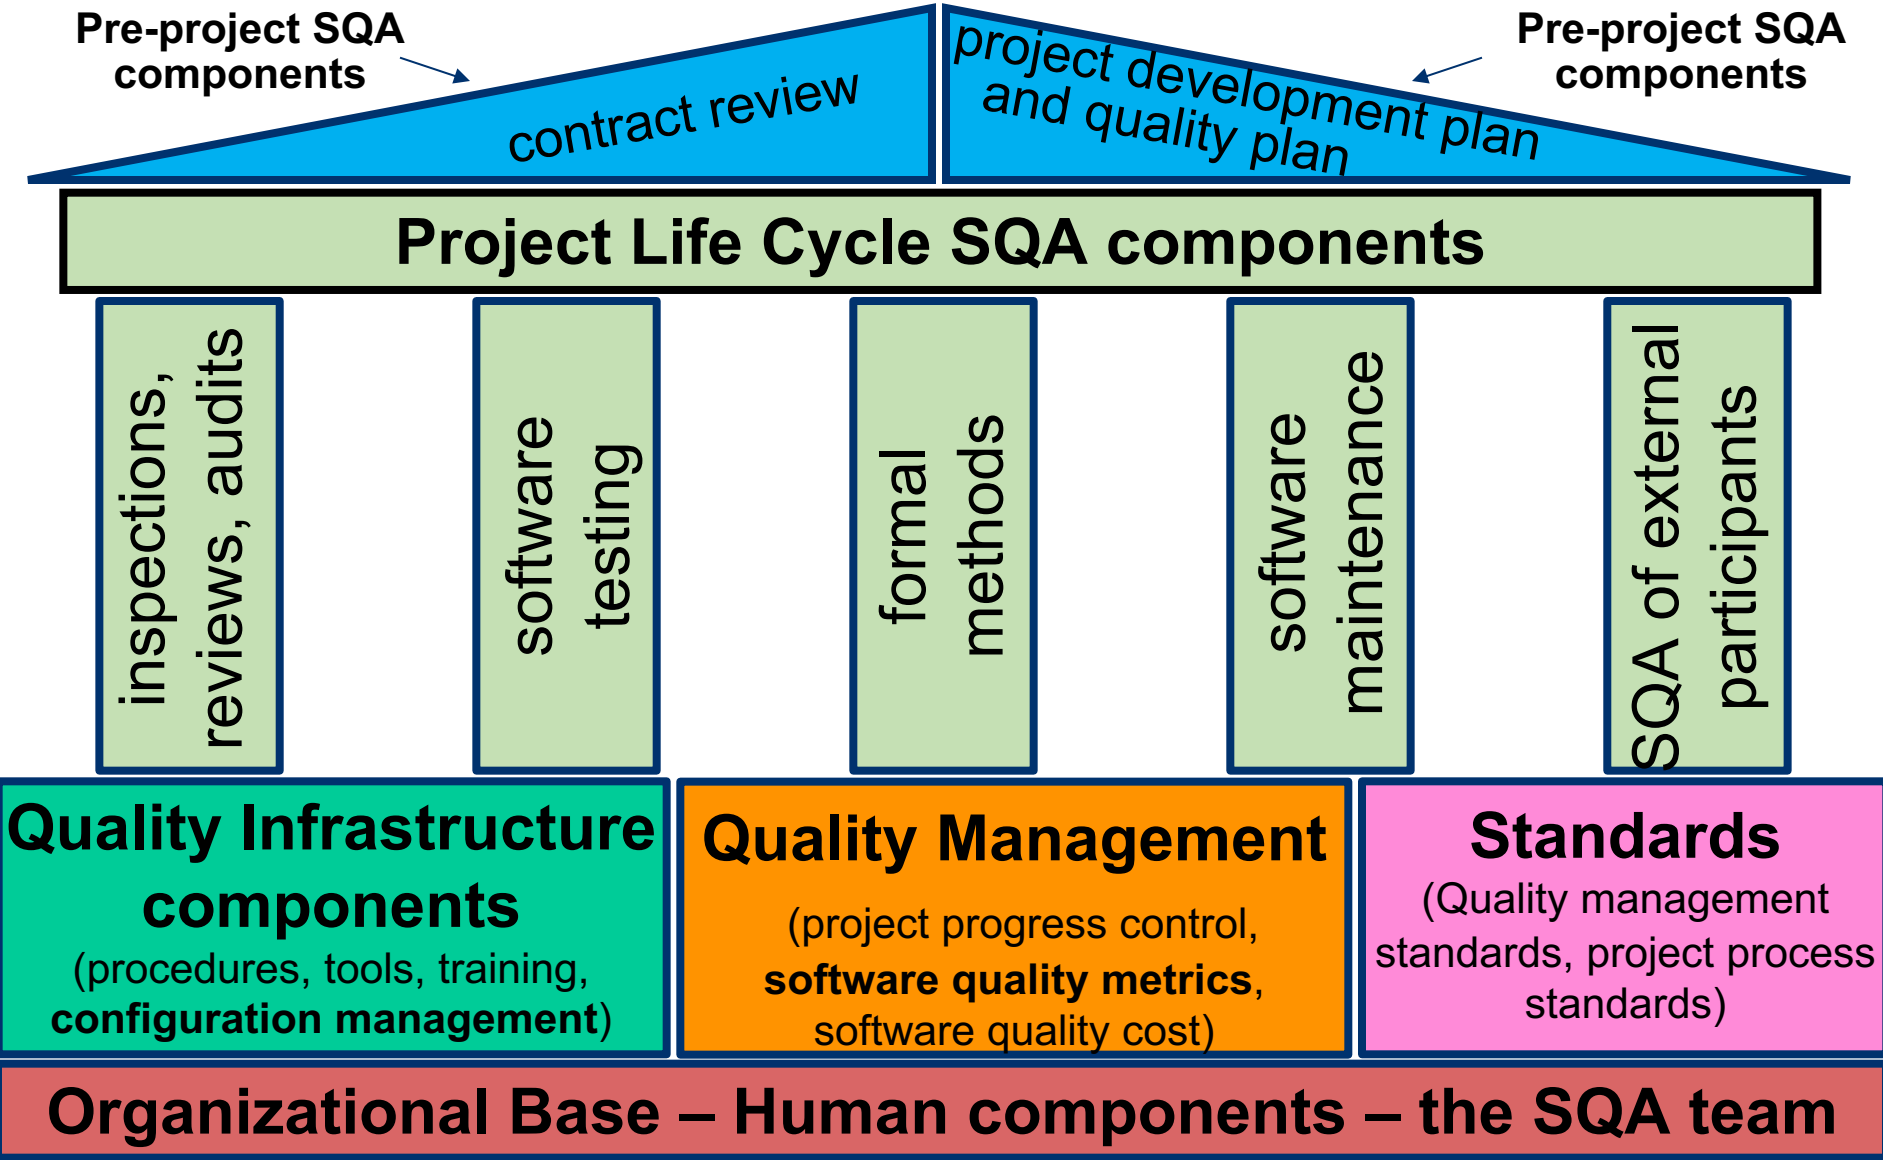 Pre-project SQA
components
Pre-project SQA
components
contract review
project development plan
and quality plan
Project Life Cycle SQA components
inspections,
reviews, audits
software
testing
formal
methods
software
maintenance
SQA of external
participants
Quality Infrastructure
components
(procedures, tools, training,
configuration management)
Quality Management
(project progress control,
software quality metrics,
software quality cost)
Standards
(Quality management
standards, project process
standards)
Organizational Base – Human components – the SQA team